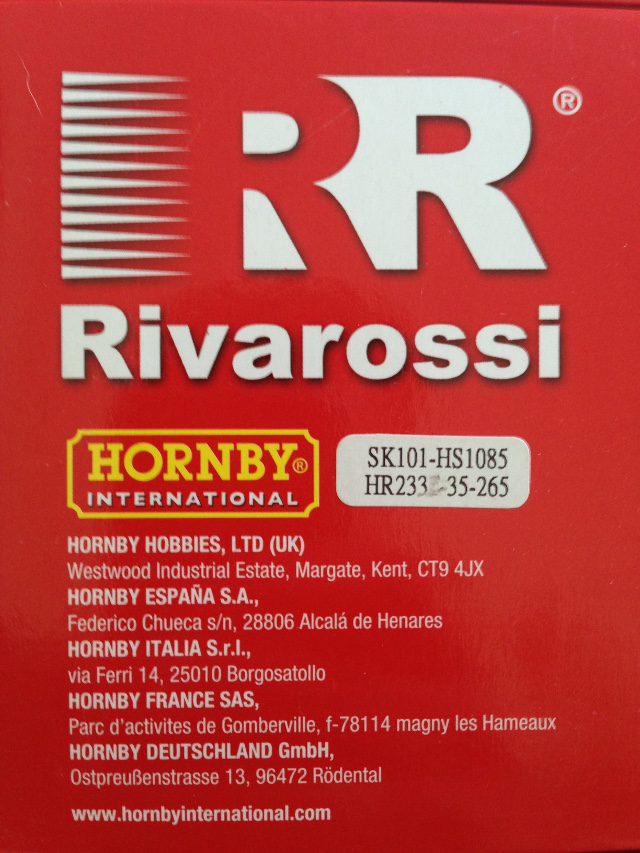 RR®
Rivarossi
HORNBY®
INTERNATIONAL
SK101-HS1085
HR233 -35-265
HORNBY HOBBIES, LTD (UK)
Westwood Industrial Estate, Margate, Kent, CT9 4JX
HORNBY ESPAÑA S.A.,
Federico Chueca s/n, 28806 Alcalá de Henares
HORNBY ITALIA S.r.l.,
via Ferri 14, 25010 Borgosatollo
HORNBY FRANCE SAS,
Parc d'activites de Gomberville, f-78114 magny les Hameaux
HORNBY DEUTSCHLAND GmbH,
Ostpreußenstrasse 13, 96472 Rödental
www.hornbyinternational.com